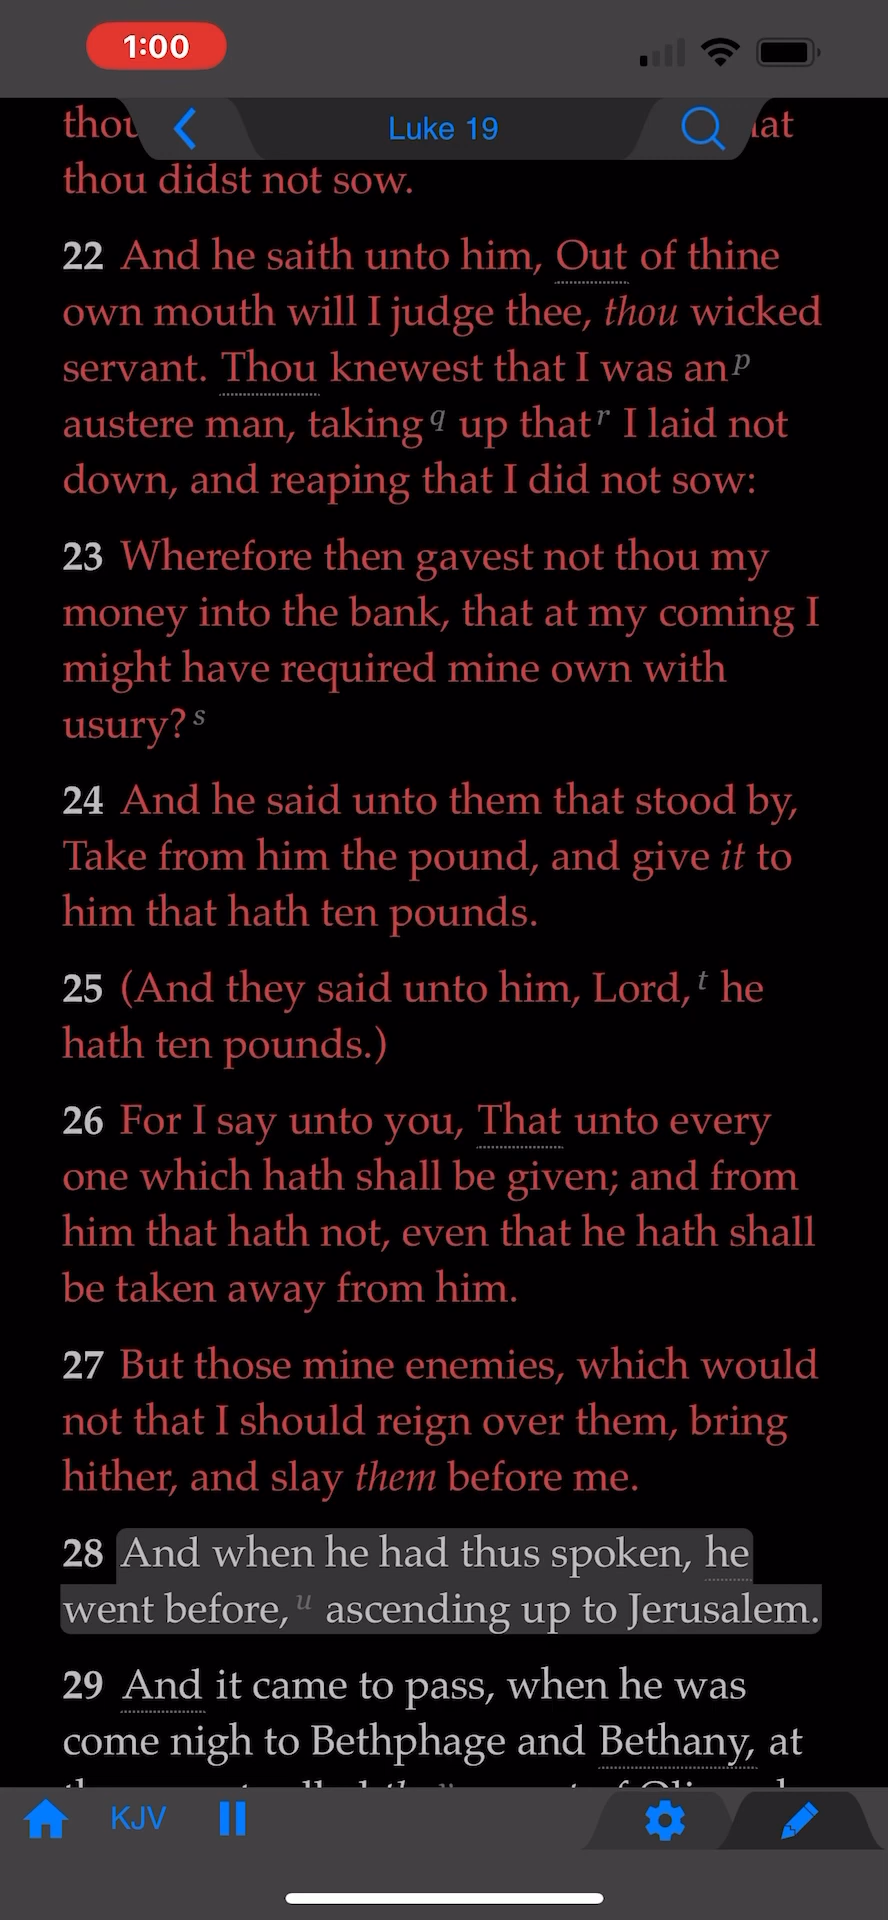 1:00
Luke 19
thou didst not sow.
22 And he saith unto him, Out of thine
own mouth will I judge thee, thou wicked
servant. Thou knewest that I was an p
austere man, taking q up that r I laid not
down, and reaping that I did not sow:
23 Wherefore then gavest not thou my
money into the bank, that at my coming I
might have required mine own with
usury? s
24 And he said unto them that stood by,
Take from him the pound, and give it to
him that hath ten pounds.
25 (And they said unto him, Lord, t he
hath ten pounds.)
26 For I say unto you, That unto every
one which hath shall be given; and from
him that hath not, even that he hath shall
be taken away from him.
27 But those mine enemies, which would
not that I should reign over them, bring
hither, and slay them before me.
28 And when he had thus spoken, he
went before, u ascending up to Jerusalem.
29 And it came to pass, when he was
come nigh to Bethphage and Bethany, at
KJV